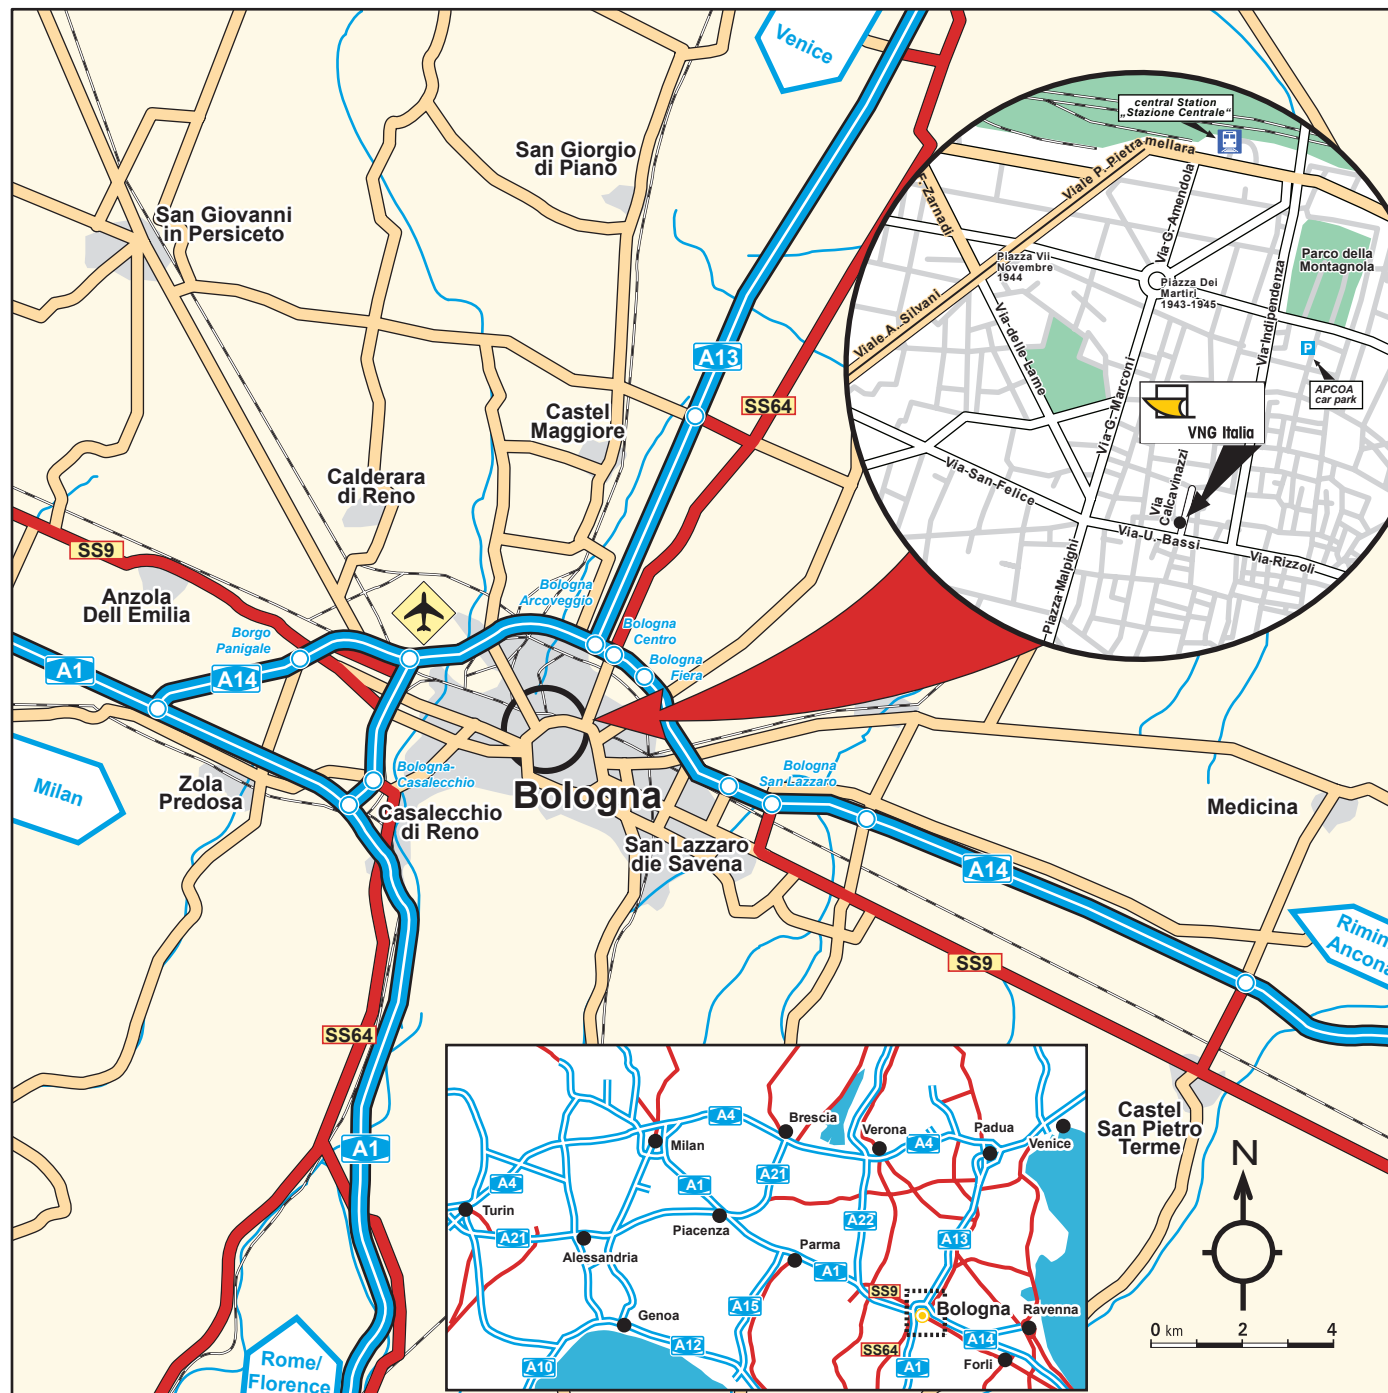 Venice
central Station
„Stazione Centrale“
Viale P. Pietramellara
F. Zarnadi
Via G. Amendola
San Giorgio
di Piano
San Giovanni
in Persiceto
Piazza Vii
Novembre
1944
Parco della
Montagnola
Piazza Dei
Martiri
1943-1945
Viale A. Silvani
Via-delle-Lame
Via-Indipendenza
Via-G. Marconi
P
APCOA
car park
A13
SS64
Castel
Maggiore
VNG Italia
Calderara
di Reno
Via-San-Felice
Via
Calcavinazzi
Via-U.-Bassi
Via-Rizzoli
Piazza-Malpighi
SS9
Anzola
Dell Emilia
Bologna
Arcoveggio
Borgo
Panigale
Bologna
Centro
Bologna
Fiera
A1
A14
Milan
Zola
Predosa
Bologna-
Casalecchio
Casalecchio
di Reno
Bologna
Bologna
San Lazzaro
San Lazzaro
die Savena
Medicina
A14
Rimin
Ancona
SS9
SS64
A1
Castel
San Pietro
Terme
N
0 km 2 4
Rome/
Florence
A4
Brescia
Verona
A4
Padua
Venice
Milan
A4
A1
A21
Turin
A21
Piacenza
A22
A13
Alessandria
Parma
A1
SS9
Bologna
Ravenna
Genoa
A15
A14
A12
SS64
Forli
A10
A1